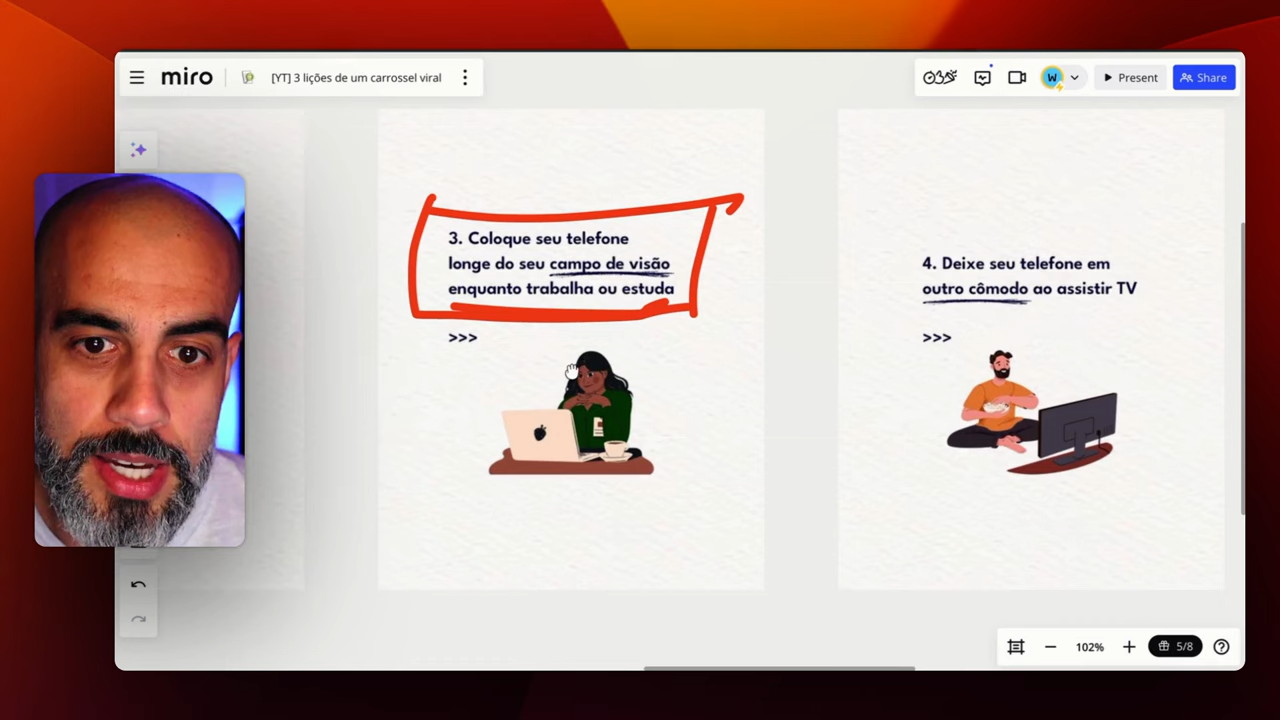 miro
[YT] 3 lições de um carrossel viral
W
Present
Share
3. Coloque seu telefone
longe do seu campo de visão
enquanto trabalha ou estuda
>>>
4. Deixe seu telefone em
outro cômodo ao assistir TV
>>>
102%
5/8